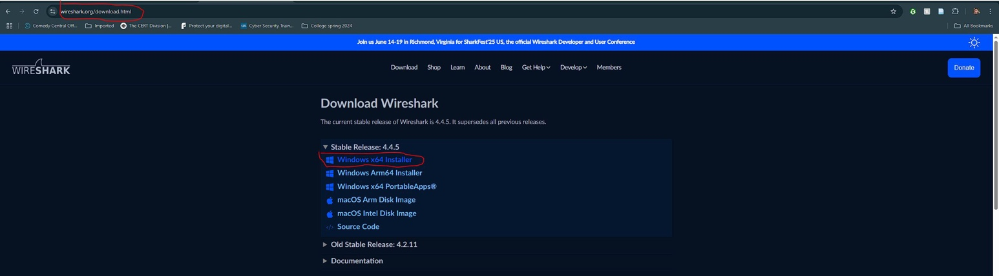 wireshark.org/download.html
Comedy Central Off... Imported The CERT Division |... Protect your digital... Cyber Security Train... College spring 2024 All Bookmarks
Join us June 14-19 in Richmond, Virginia for SharkFest'25 US, the official Wireshark Developer and User Conference
WIRESHARK Download Shop Learn About Blog Get Help Develop Members Donate
Download Wireshark
The current stable release of Wireshark is 4.4.5. It supersedes all previous releases.
Stable Release: 4.4.5
Windows x64 Installer
Windows Arm64 Installer
Windows x64 PortableApps®
macOS Arm Disk Image
macOS Intel Disk Image
</> Source Code
Old Stable Release: 4.2.11
Documentation